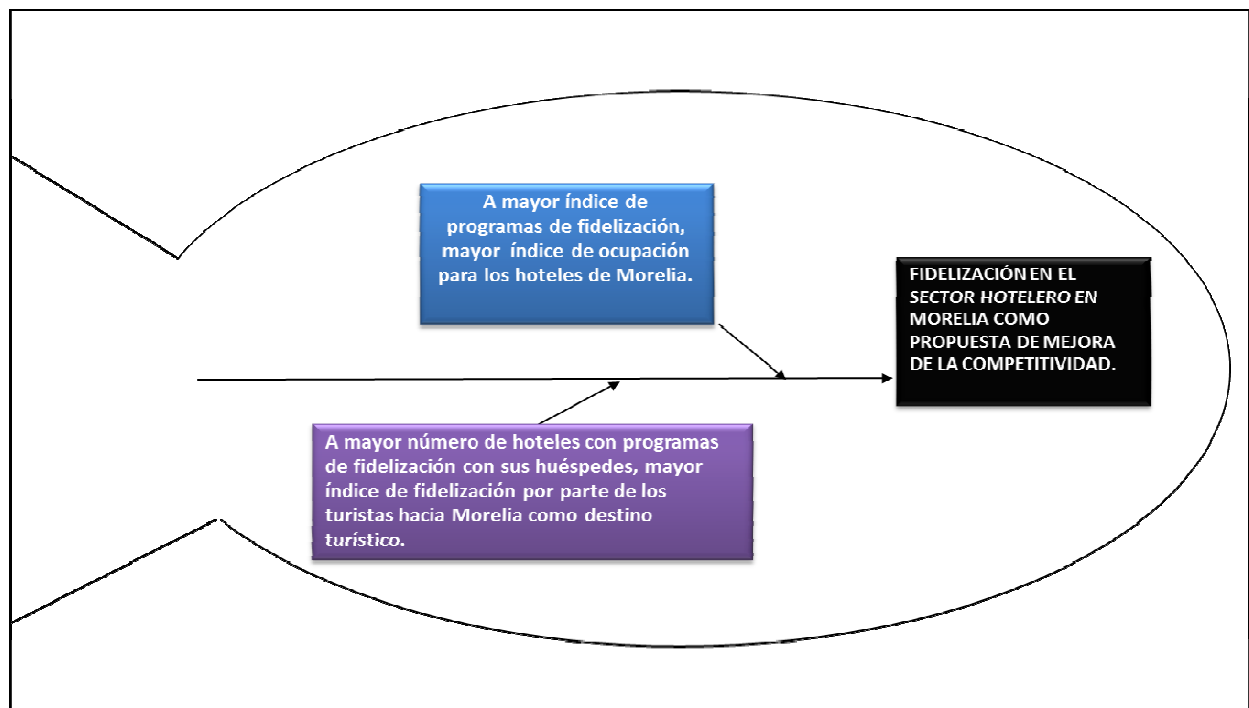 A mayor índice de
programas de fidelización,
mayor índice de ocupación
para los hoteles de Morelia.
FIDELIZACIÓN EN EL
SECTOR HOTELERO EN
MORELIA COMO
PROPUESTA DE MEJORA
DE LA COMPETITIVIDAD.
A mayor número de hoteles con programas
de fidelización con sus huéspedes, mayor
índice de fidelización por parte de los
turistas hacia Morelia como destino
turístico.